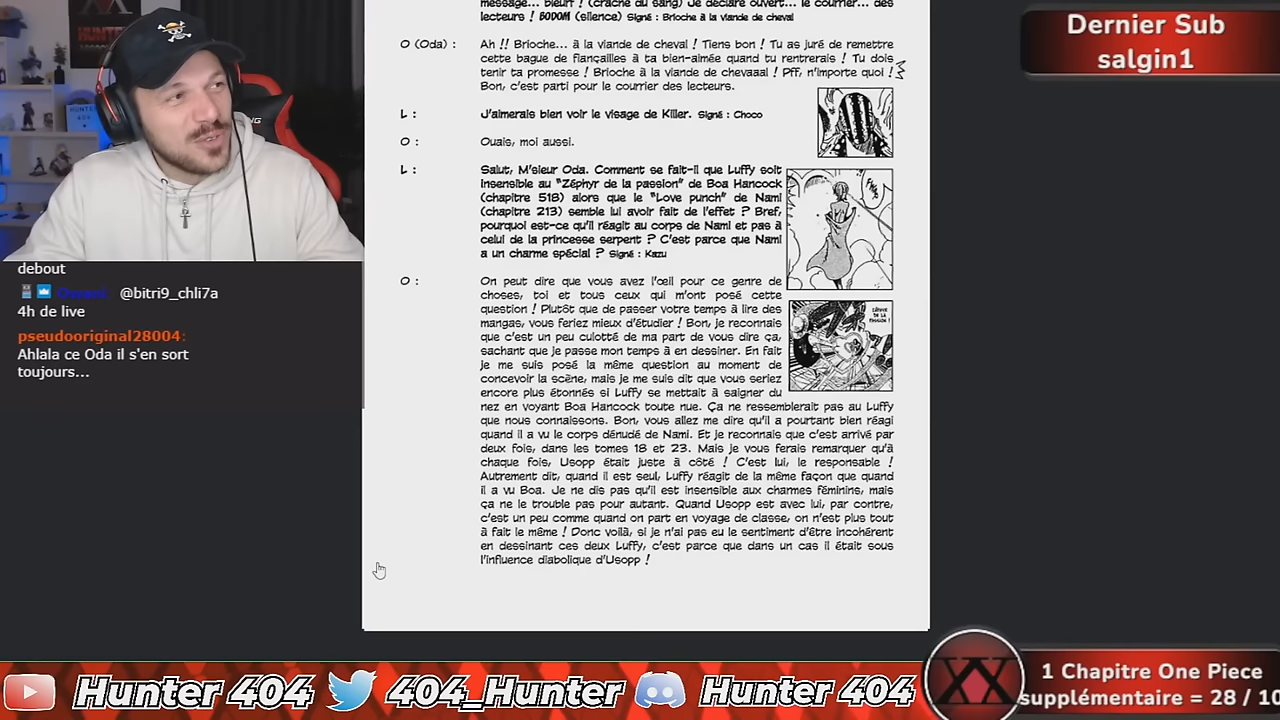 message... bleurf ! (crache du sang) Je déclare ouvert... le courrier... des
lecteurs ! BODOM (silence) Signé : Brioche à la viande de cheval
O (Oda) : Ah !! Brioche... à la viande de cheval ! Tiens bon ! Tu as juré de remettre
cette bague de fiançailles à ta bien-aimée quand tu rentrerais ! Tu dois
tenir ta promesse ! Brioche à la viande de chevaaal ! Pff, n'importe quoi !
Bon, c'est parti pour le courrier des lecteurs.
L : J'aimerais bien voir le visage de Killer. Signé : Choco
O : Ouais, moi aussi.
L : Salut, M'sieur Oda. Comment se fait-il que Luffy soit
insensible au "Zéphyr de la passion" de Boa Hancock
(chapitre 518) alors que le "Love punch" de Nami
(chapitre 213) semble lui avoir fait de l'effet ? Bref,
pourquoi est-ce qu'il réagit au corps de Nami et pas à
celui de la princesse serpent ? C'est parce que Nami
a un charme spécial ? Signé : Kazu
O : On peut dire que vous avez l'œil pour ce genre de
choses, toi et tous ceux qui m'ont posé cette
question ! Plutôt que de passer votre temps à lire des
mangas, vous feriez mieux d'étudier ! Bon, je reconnais
que c'est un peu culotté de ma part de vous dire ça,
sachant que je passe mon temps à en dessiner. En fait
je me suis posé la même question au moment de
concevoir la scène, mais je me suis dit que vous seriez
encore plus étonnés si Luffy se mettait à saigner du
nez en voyant Boa Hancock toute nue. Ça ne ressemblerait pas au Luffy
que nous connaissons. Bon, vous allez me dire qu'il a pourtant bien réagi
quand il a vu le corps dénudé de Nami. Et je reconnais que c'est arrivé par
deux fois, dans les tomes 18 et 23. Mais je vous ferais remarquer qu'à
chaque fois, Usopp était juste à côté ! C'est lui, le responsable !
Autrement dit, quand il est seul, Luffy réagit de la même façon que quand
il a vu Boa. Je ne dis pas qu'il est insensible aux charmes féminins, mais
ça ne le trouble pas pour autant. Quand Usopp est avec lui, par contre,
c'est un peu comme quand on part en voyage de classe, on n'est plus tout
à fait le même ! Donc voilà, si je n'ai pas eu le sentiment d'être incohérent
en dessinant ces deux Luffy, c'est parce que dans un cas il était sous
l'influence diabolique d'Usopp !
debout
@bitri9_chli7a
4h de live
pseudooriginal28004:
Ahlala ce Oda il s'en sort
toujours...
Dernier Sub
salgin1
Hunter 404 404_Hunter Hunter 404
1 Chapitre One Piece
supplémentaire = 28 / 10